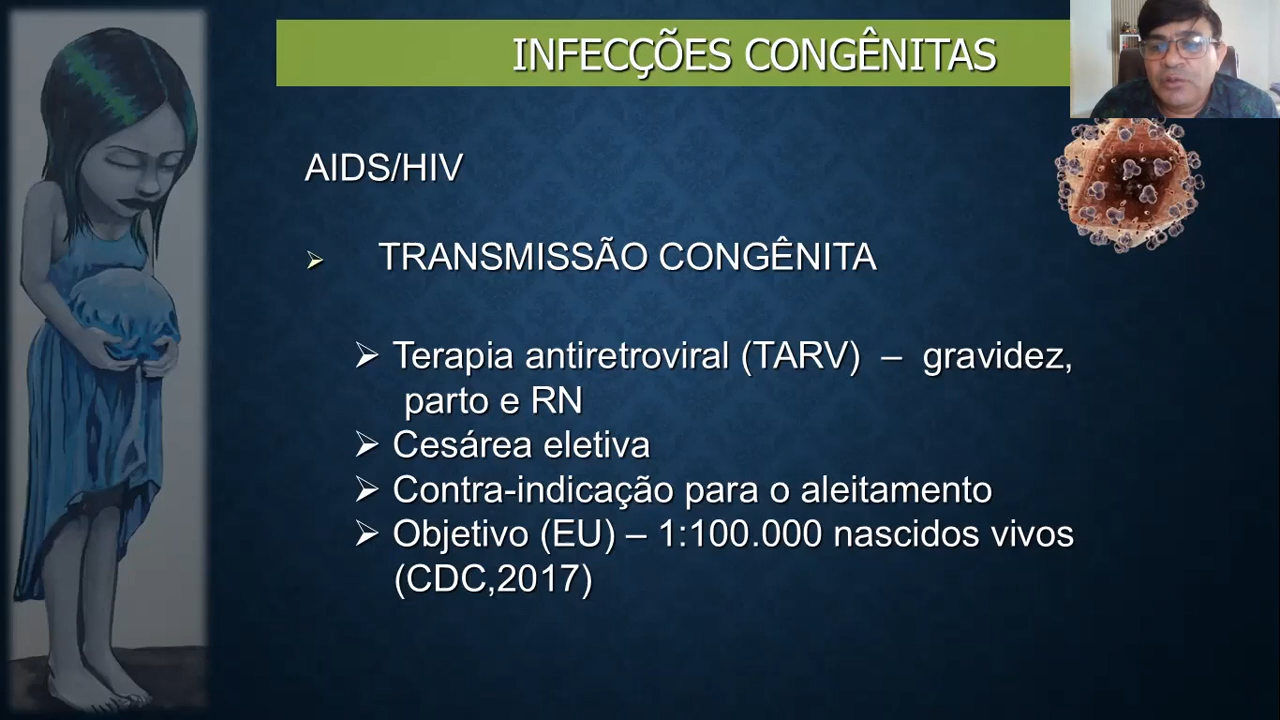 INFECÇÕES CONGÊNITAS
AIDS/HIV
TRANSMISSÃO CONGÊNITA
Terapia antiretroviral (TARV) – gravidez,
parto e RN
Cesárea eletiva
Contra-indicação para o aleitamento
Objetivo (EU) – 1:100.000 nascidos vivos
(CDC,2017)